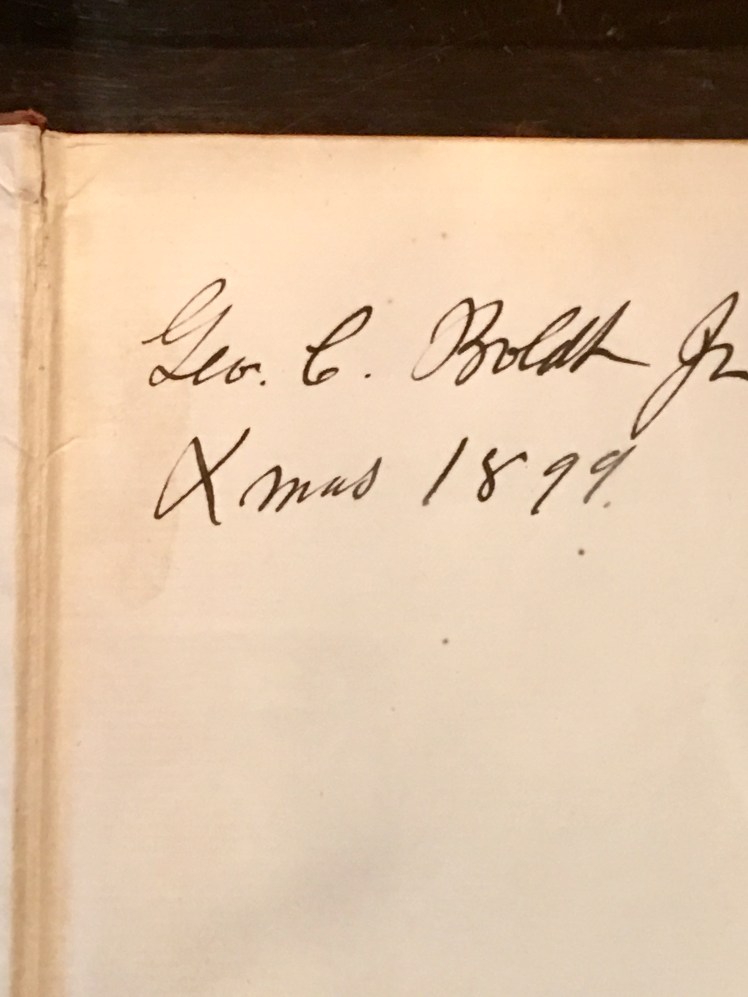 Geo. C. Boldt Jr
Xmas 1899.